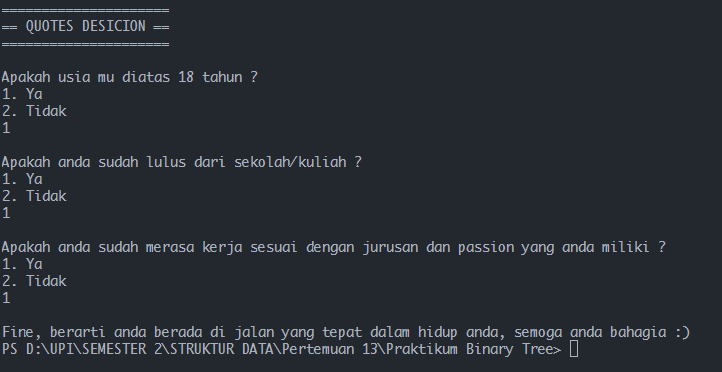 =====================
== QUOTES DESICION ==
=====================
Apakah usia mu diatas 18 tahun ?
1. Ya
2. Tidak
1
Apakah anda sudah lulus dari sekolah/kuliah ?
1. Ya
2. Tidak
1
Apakah anda sudah merasa kerja sesuai dengan jurusan dan passion yang anda miliki ?
1. Ya
2. Tidak
1
Fine, berarti anda berada di jalan yang tepat dalam hidup anda, semoga anda bahagia :)
PS D:\UPI\SEMESTER 2\STRUKTUR DATA\Pertemuan 13\Praktikum Binary Tree>